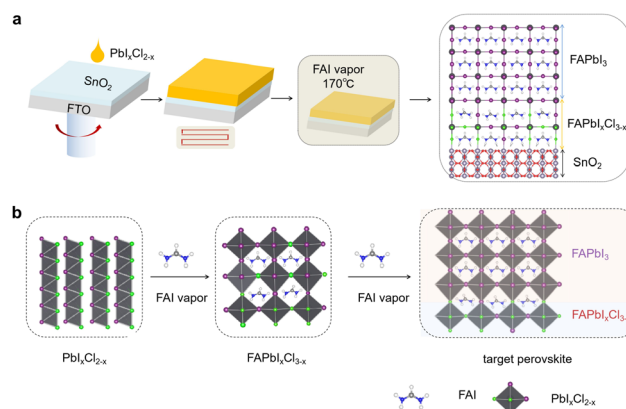 a
PbIxCl2-x
SnO2
FTO
FAI vapor
170℃
FAPbI3
FAPbIxCl3-x
SnO2
b
FAI vapor
FAI vapor
FAPbI3
FAPbIxCl3-
PbIxCl2-x
FAPbIxCl3-x
target perovskite
FAI
PbIxCl2-x